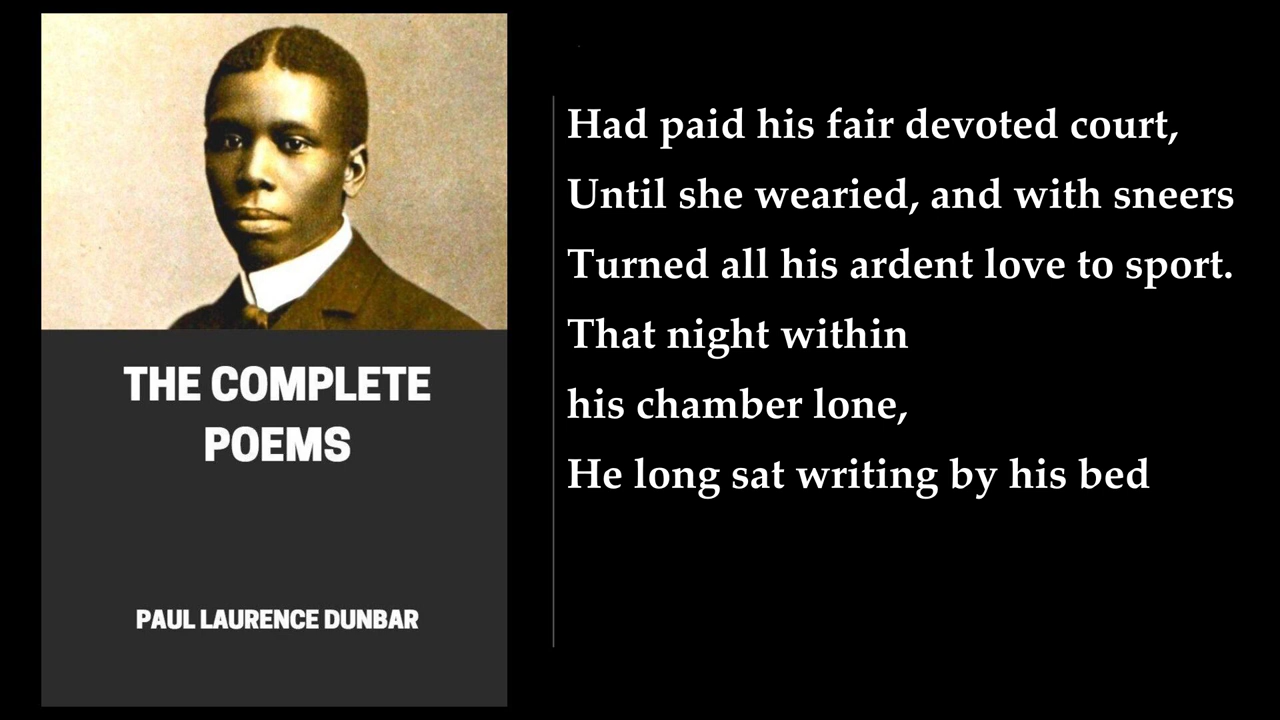 THE COMPLETE
POEMS
PAUL LAURENCE DUNBAR
Had paid his fair devoted court,
Until she wearied, and with sneers
Turned all his ardent love to sport.
That night within
his chamber lone,
He long sat writing by his bed